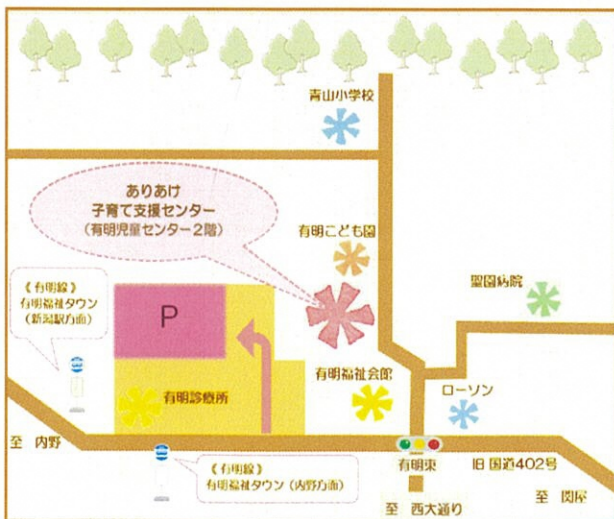 青山小学校
ありあけ
子育て支援センター
(有明児童センター2階)
有明こども園
聖園病院
《有明線》
有明福祉タウン
(新潟駅方面)
P
有明福祉会館
有明診療所
ローソン
至 内野
有明東
旧 国道402号
《有明線》
有明福祉タウン(内野方面)
至 西大通り
至 関屋